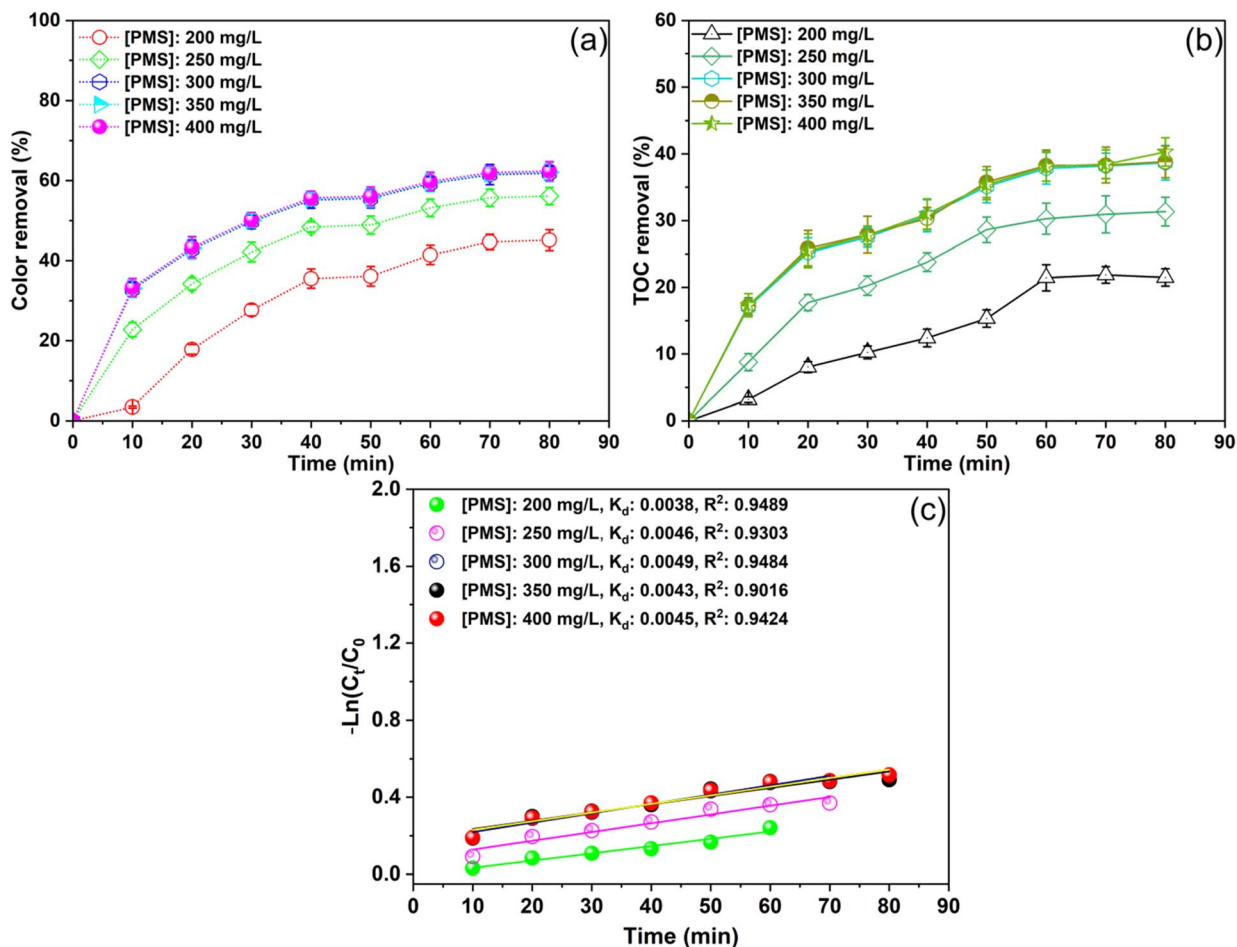 (a)
[PMS]: 200 mg/L
[PMS]: 250 mg/L
[PMS]: 300 mg/L
[PMS]: 350 mg/L
[PMS]: 400 mg/L
Color removal (%)
100
80
60
40
20
0
0 10 20 30 40 50 60 70 80 90
Time (min)
(b)
[PMS]: 200 mg/L
[PMS]: 250 mg/L
[PMS]: 300 mg/L
[PMS]: 350 mg/L
[PMS]: 400 mg/L
TOC removal (%)
60
50
40
30
20
10
0
0 10 20 30 40 50 60 70 80 90
Time (min)
(c)
[PMS]: 200 mg/L, Kd: 0.0038, R²: 0.9489
[PMS]: 250 mg/L, Kd: 0.0046, R²: 0.9303
[PMS]: 300 mg/L, Kd: 0.0049, R²: 0.9484
[PMS]: 350 mg/L, Kd: 0.0043, R²: 0.9016
[PMS]: 400 mg/L, Kd: 0.0045, R²: 0.9424
-Ln(Ct/C0)
2.0
1.6
1.2
0.8
0.4
0.0
0 10 20 30 40 50 60 70 80 90
Time (min)